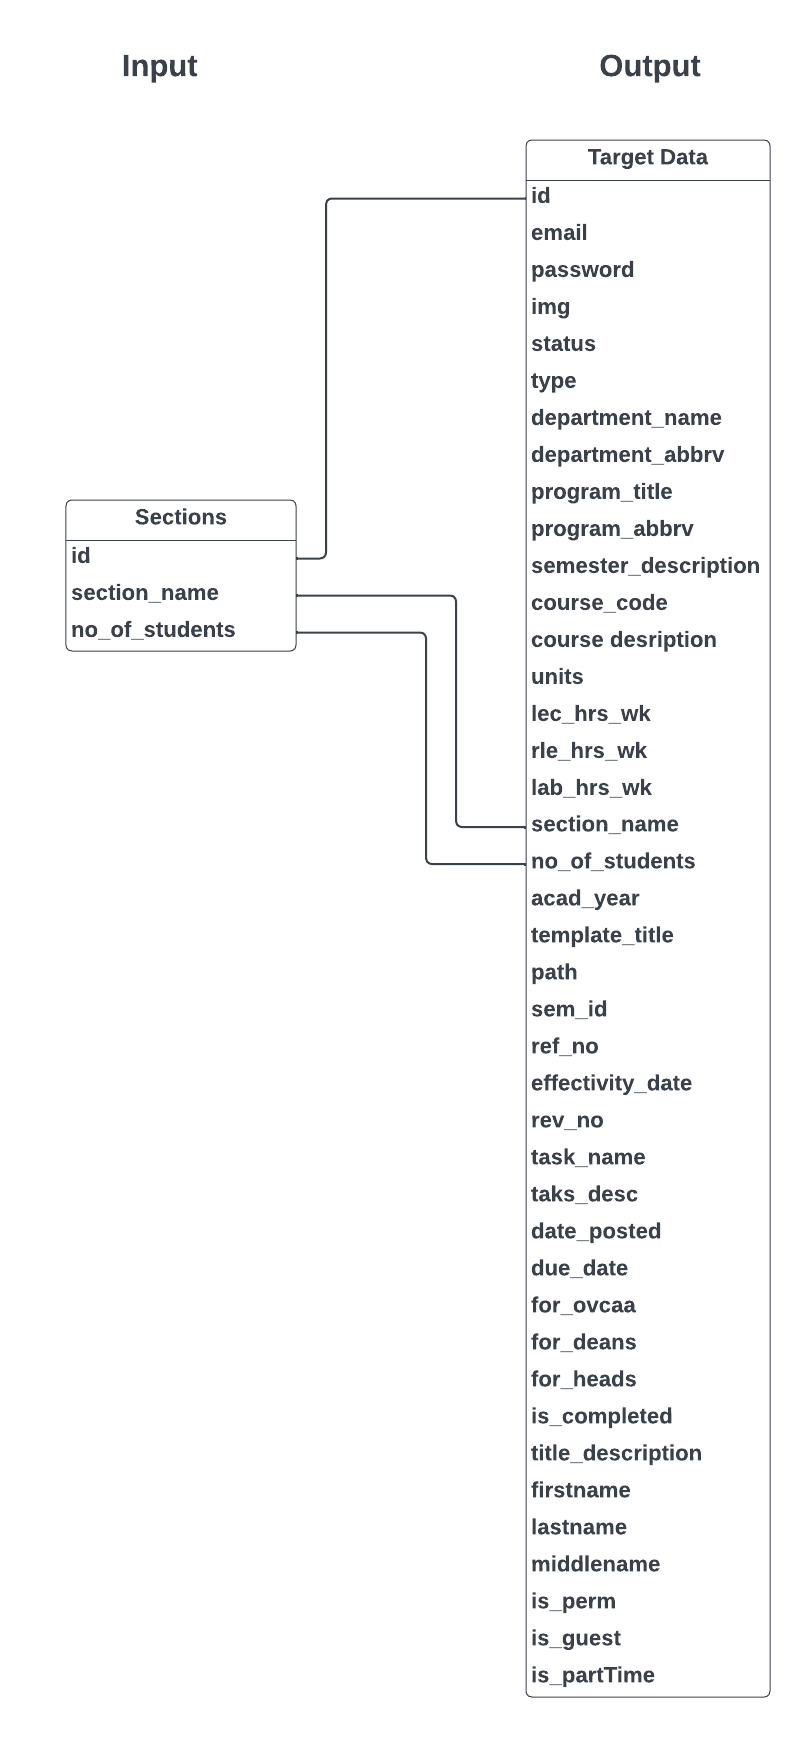 Input
Output
Sections
id
section_name
no_of_students
Target Data
id
email
password
img
status
type
department_name
department_abbrv
program_title
program_abbrv
semester_description
course_code
course desription
units
lec_hrs_wk
rle_hrs_wk
lab_hrs_wk
section_name
no_of_students
acad_year
template_title
path
sem_id
ref_no
effectivity_date
rev_no
task_name
taks_desc
date_posted
due_date
for_ovcaa
for_deans
for_heads
is_completed
title_description
firstname
lastname
middlename
is_perm
is_guest
is_partTime